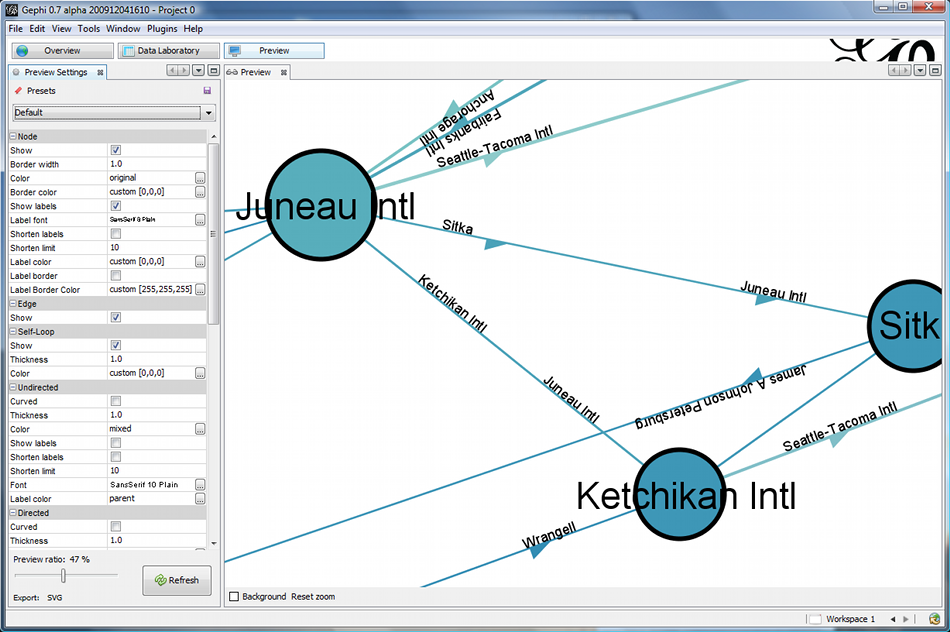 Gephi 0.7 alpha 200912041610 - Project 0
File Edit View Tools Window Plugins Help
Overview Data Laboratory Preview
Preview Settings
Preview
Presets
Default
Node
Show
Border width 1.0
Color original ...
Border color custom [0,0,0] ...
Show labels
Label font SansSerif 8 Plain ...
Shorten labels
Shorten limit 10
Label color custom [0,0,0] ...
Label border
Label Border Color custom [255,255,255] ...
Edge
Show
Self-Loop
Show
Thickness 1.0
Color custom [0,0,0] ...
Undirected
Curved
Thickness 1.0
Color mixed ...
Show labels
Shorten labels
Shorten limit 10
Font SansSerif 10 Plain ...
Label color parent ...
Directed
Curved
Thickness 1.0
Preview ratio: 47 %
Refresh
Export: SVG
Anchorage Intl
Fairbanks Intl
Seattle-Tacoma Intl
Juneau Intl
Sitka
Juneau Intl
Ketchikan Intl
Sitk
Juneau Intl
James A Johnson Petersburg
Seattle-Tacoma Intl
Ketchikan Intl
Wrangell
Background Reset zoom
Workspace 1